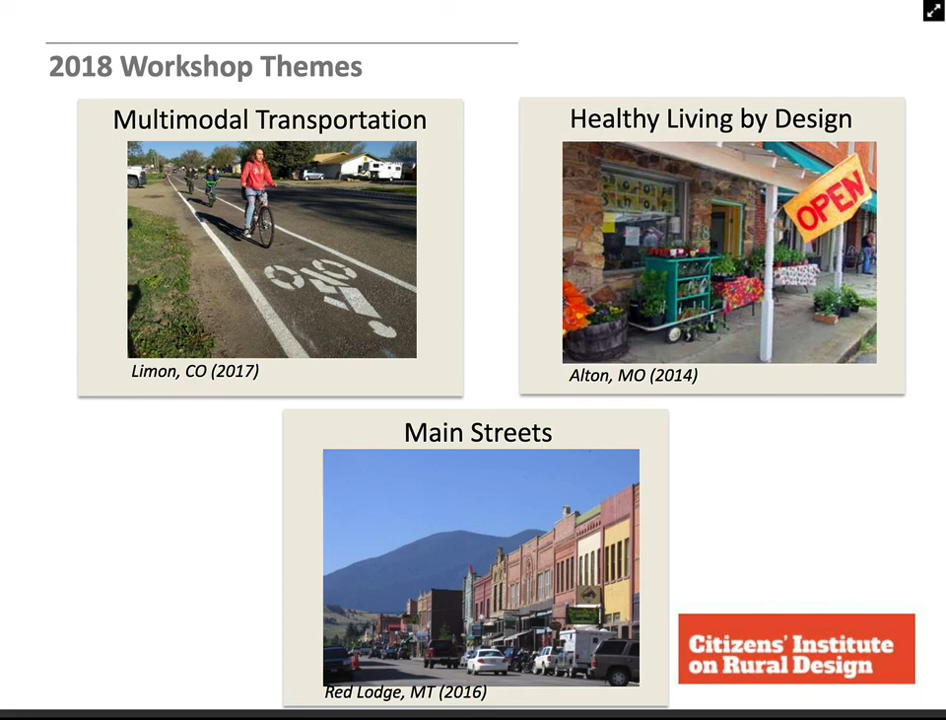 2018 Workshop Themes
Multimodal Transportation
Limon, CO (2017)
Healthy Living by Design
OPEN
Alton, MO (2014)
Main Streets
Red Lodge, MT (2016)
Citizens' Institute
on Rural Design